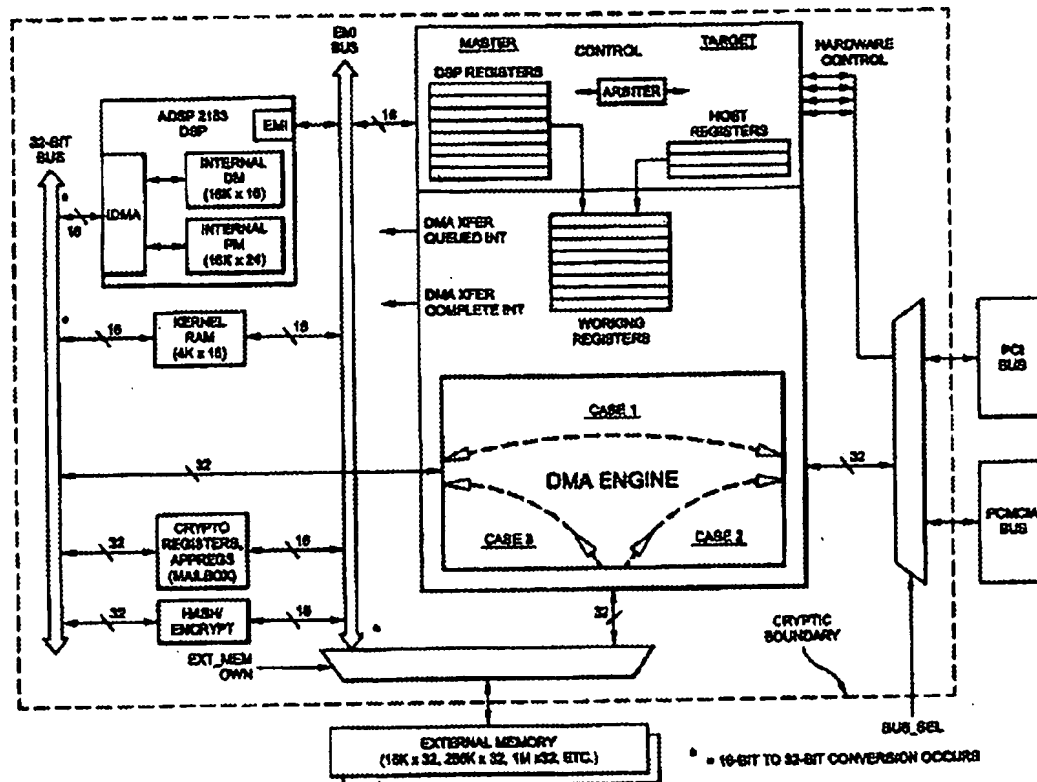 EMI
BUS
MASTER
CONTROL
TARGET
HARDWARE
CONTROL
DSP REGISTERS
ARBITER
HOST
REGISTERS
16
ADSP 2183
DSP
EMI
32-BIT
BUS
INTERNAL
DM
(16K x 16)
IDMA
*
16
INTERNAL
PM
(16K x 24)
DMA XFER
QUEUED INT
DMA XFER
COMPLETE INT
WORKING
REGISTERS
*
16
KERNEL
RAM
(4K x 16)
16
PCI
BUS
CASE 1
32
DMA ENGINE
32
CASE 3
CASE 2
PCMCIA
BUS
32
CRYPTO
REGISTERS,
APPREGS
(MAILBOX)
16
32
HASH/
ENCRYPT
16
*
32
CRYPTIC
BOUNDARY
EXT_MEM
OWN
BUS_SEL
EXTERNAL MEMORY
(16K x 32, 256K x 32, 1M x32, ETC.)
* = 16-BIT TO 32-BIT CONVERSION OCCURS